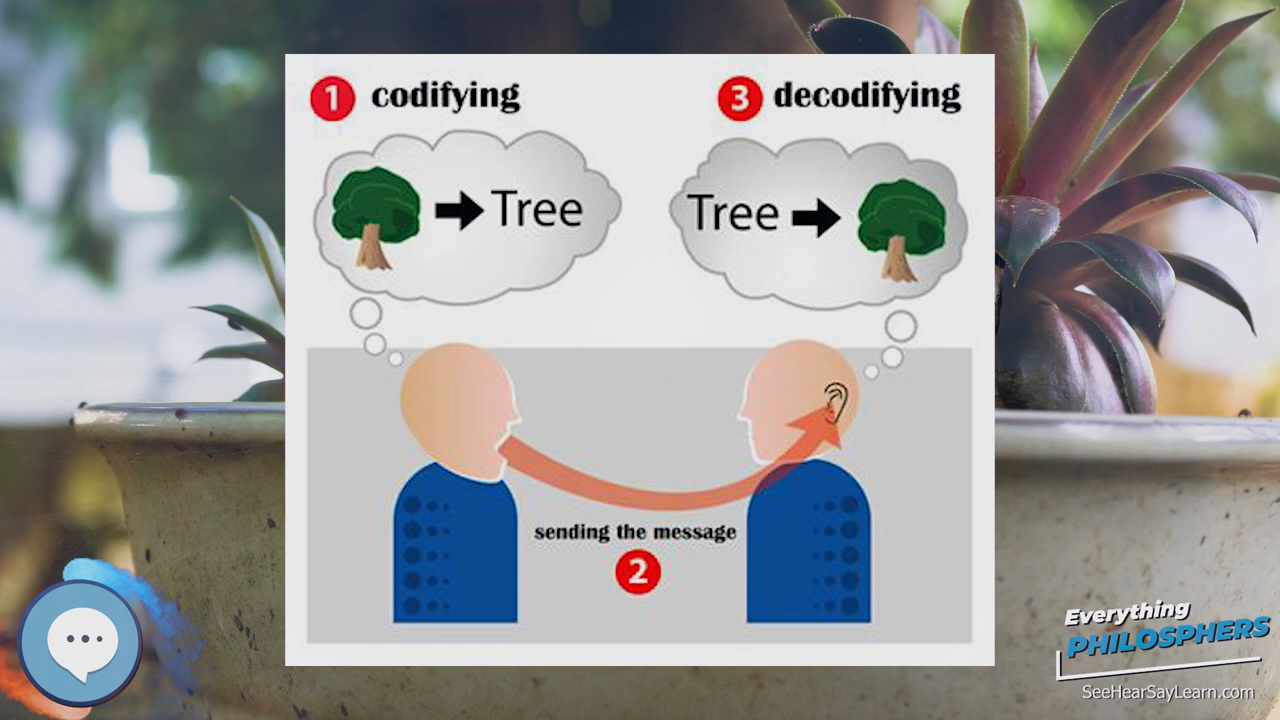 1 codifying
3 decodifying
Tree
Tree
sending the message
2
Everything
PHILOSPHERS
SeeHearSayLearn.com